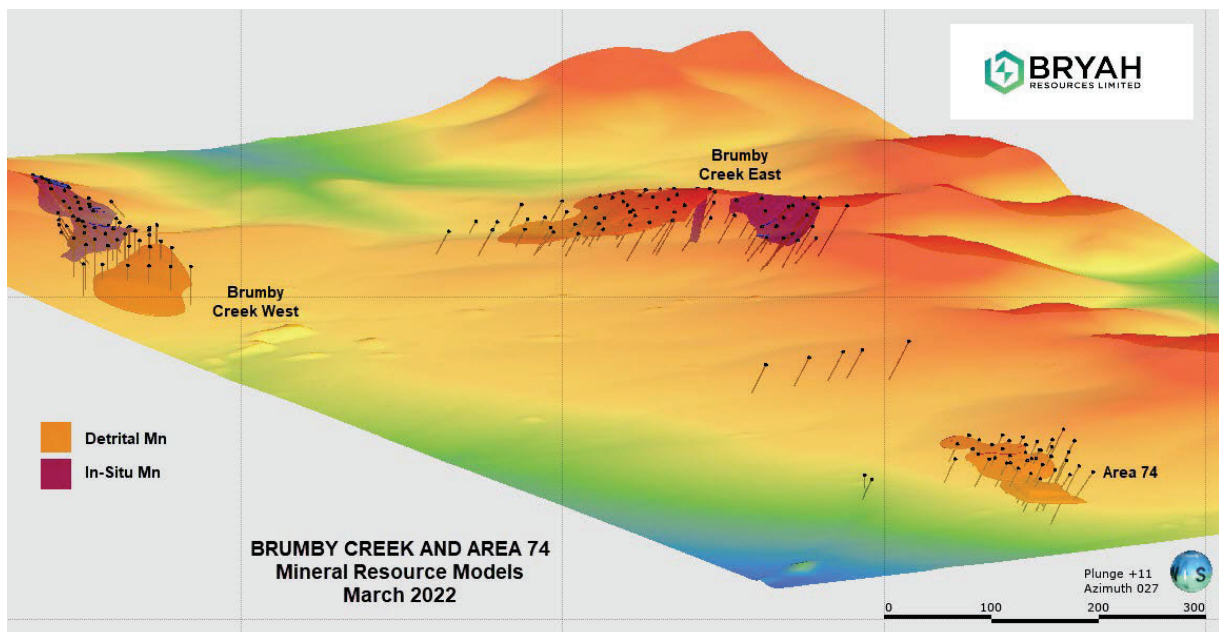 BRYAH
RESOURCES LIMITED
Brumby
Creek East
Brumby
Creek West
Detrital Mn
In-Situ Mn
Area 74
BRUMBY CREEK AND AREA 74
Mineral Resource Models
March 2022
Plunge +11
Azimuth 027
S
0 100 200 300